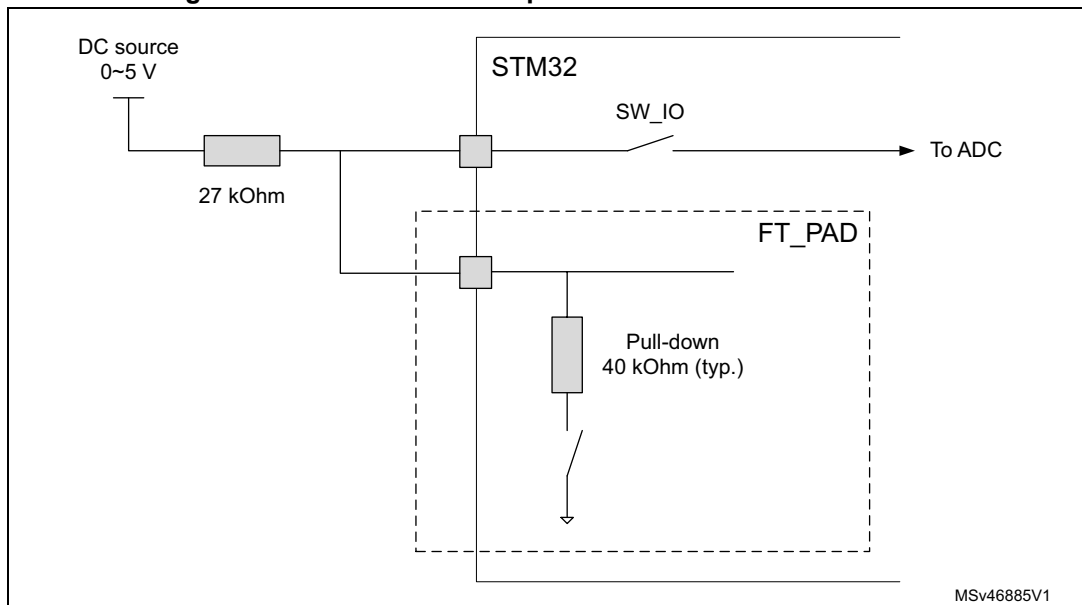 DC source
0~5 V
STM32
SW_IO
To ADC
27 kOhm
FT_PAD
Pull-down
40 kOhm (typ.)
MSv46885V1